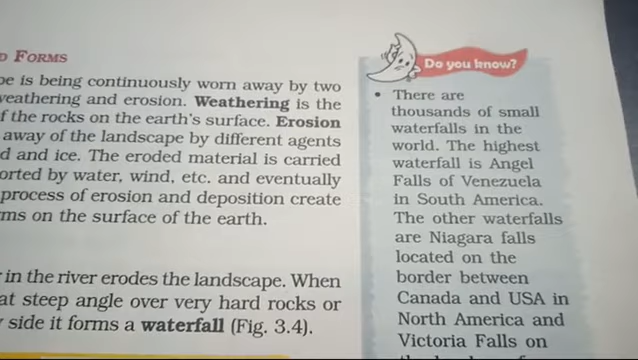 D FORMS
pe is being continuously worn away by two
weathering and erosion. Weathering is the
f the rocks on the earth's surface. Erosion
away of the landscape by different agents
d and ice. The eroded material is carried
orted by water, wind, etc. and eventually
process of erosion and deposition create
ms on the surface of the earth.
in the river erodes the landscape. When
at steep angle over very hard rocks or
side it forms a waterfall (Fig. 3.4).
Do you know?
• There are
thousands of small
waterfalls in the
world. The highest
waterfall is Angel
Falls of Venezuela
in South America.
The other waterfalls
are Niagara falls
located on the
border between
Canada and USA in
North America and
Victoria Falls on